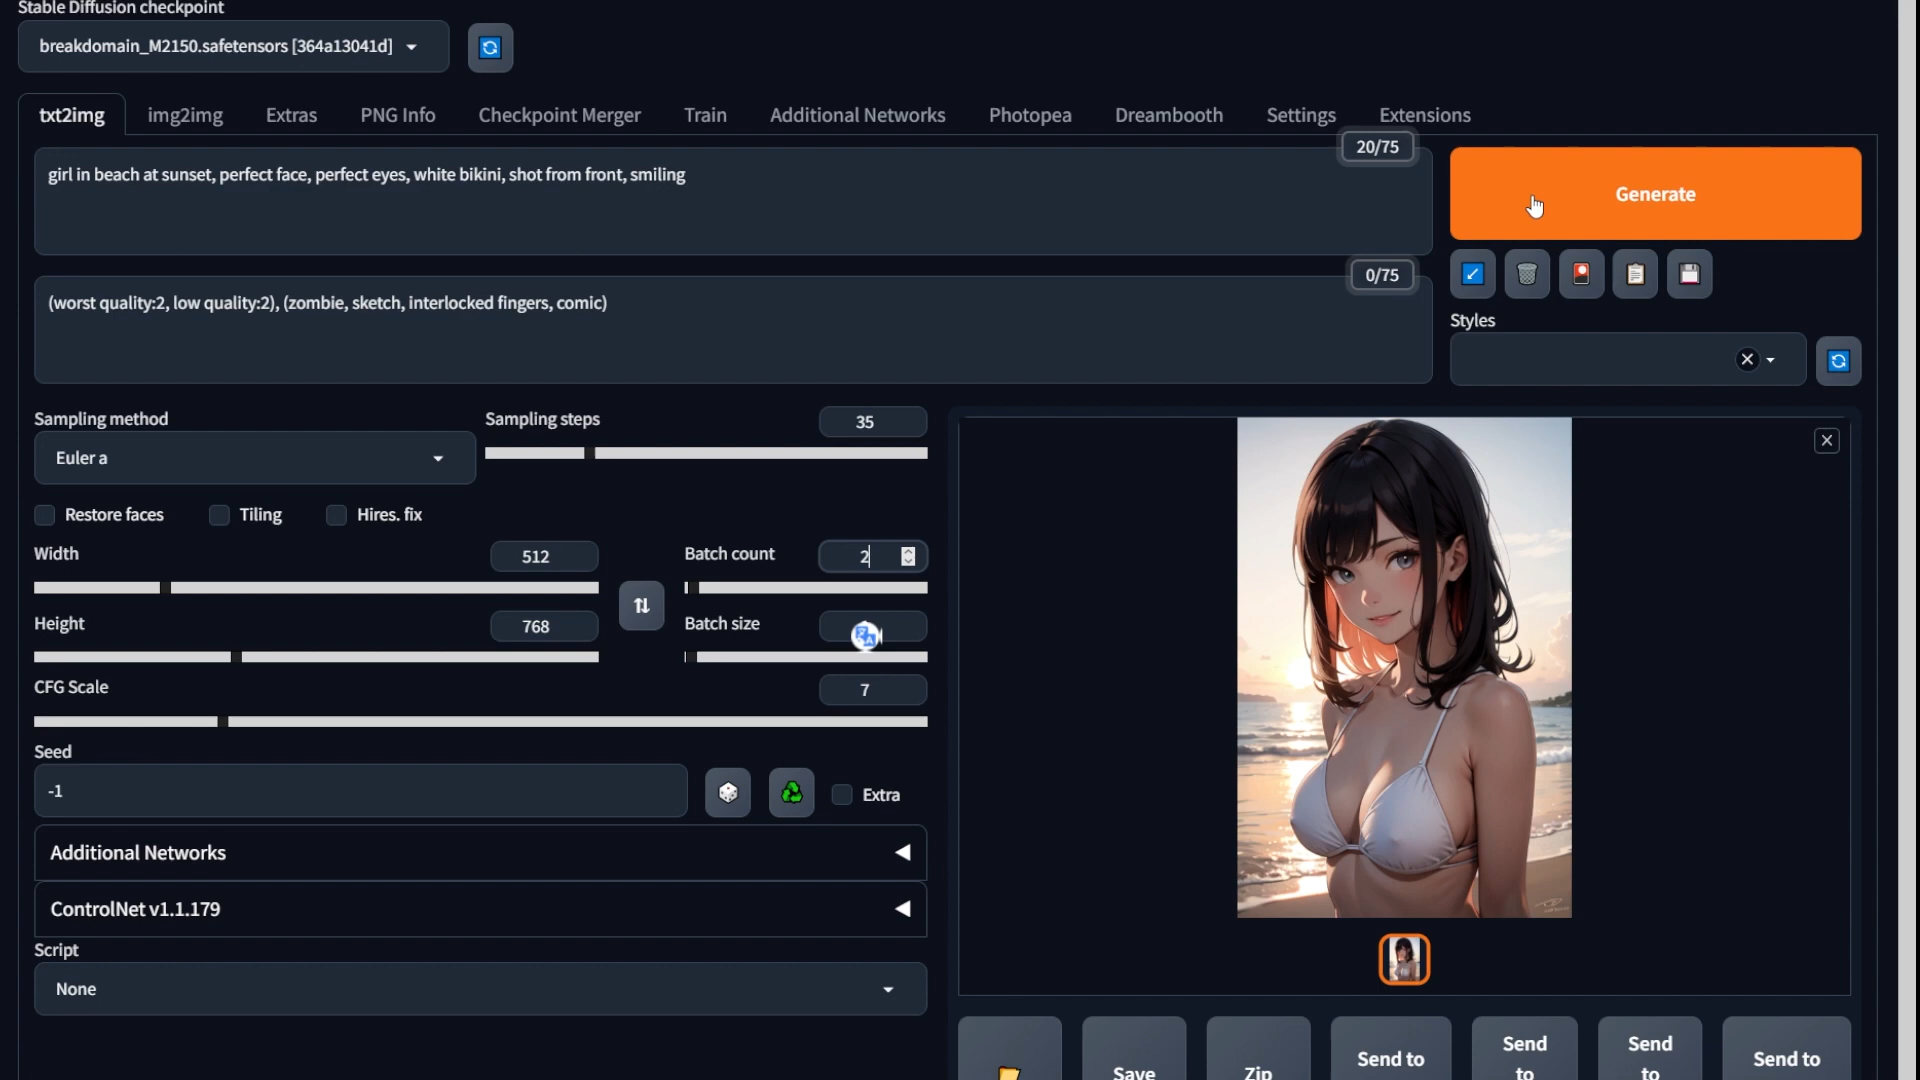 Stable Diffusion checkpoint
breakdomain_M2150.safetensors [364a13041d]
txt2img img2img Extras PNG Info Checkpoint Merger Train Additional Networks Photopea Dreambooth Settings Extensions
20/75
girl in beach at sunset, perfect face, perfect eyes, white bikini, shot from front, smiling
Generate
0/75
(worst quality:2, low quality:2), (zombie, sketch, interlocked fingers, comic)
Styles
Sampling method
Euler a
Sampling steps
35
Restore faces Tiling Hires. fix
Width
512
Batch count
2
Height
768
Batch size
CFG Scale
7
Seed
-1
Extra
Additional Networks
ControlNet v1.1.179
Script
None
Save
Zip
Send to
Send
to
Send
to
Send to